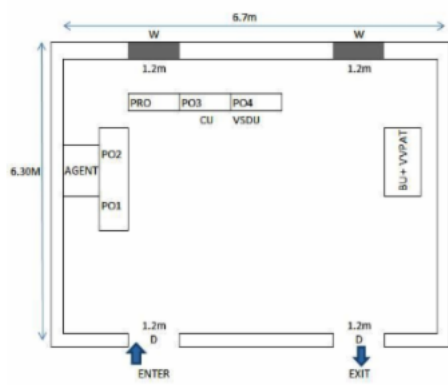 6.7m
W W
1.2m 1.2m
PRO PO3 PO4
CU VSDU
PO2
BU+ VVPAT
6.30M
AGENT
PO1
1.2m 1.2m
D D
ENTER EXIT